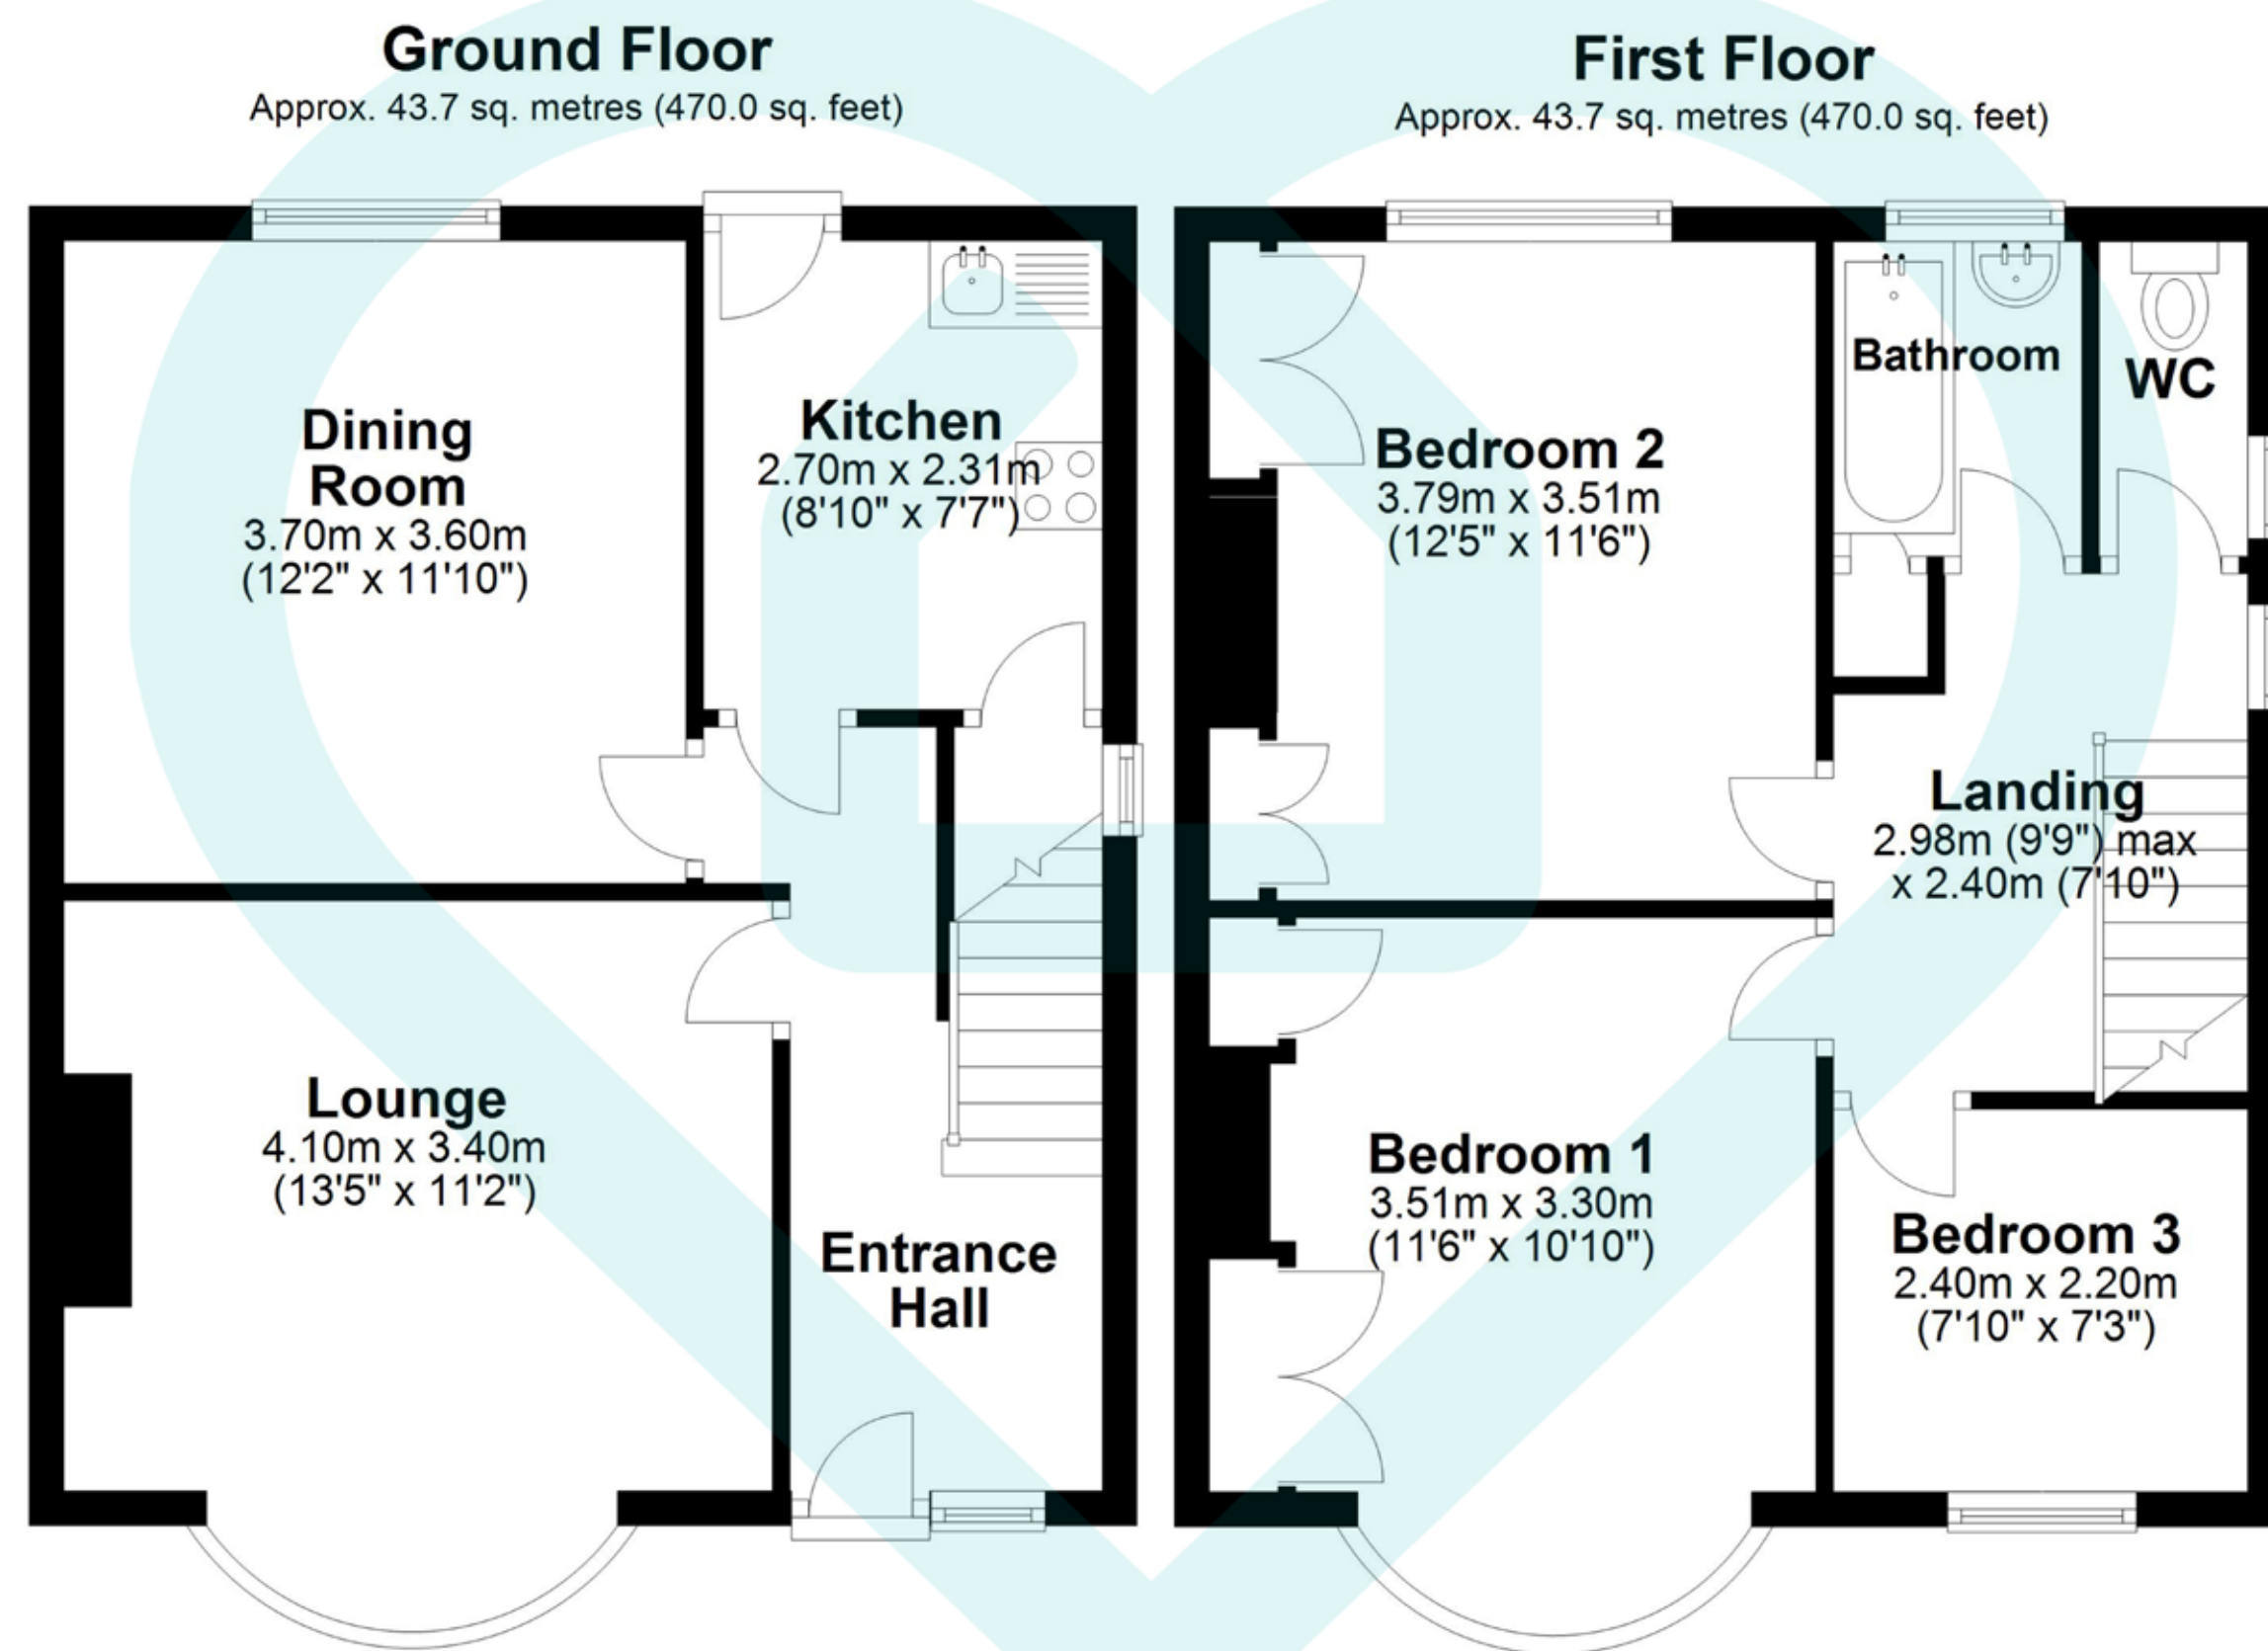 Ground Floor
Approx. 43.7 sq. metres (470.0 sq. feet)
Dining
Room
3.70m x 3.60m
(12'2" x 11'10")
Kitchen
2.70m x 2.31m
(8'10" x 7'7")
Lounge
4.10m x 3.40m
(13'5" x 11'2")
Entrance
Hall
First Floor
Approx. 43.7 sq. metres (470.0 sq. feet)
Bedroom 2
3.79m x 3.51m
(12'5" x 11'6")
Bathroom
WC
Landing
2.98m (9'9") max
x 2.40m (7'10")
Bedroom 1
3.51m x 3.30m
(11'6" x 10'10")
Bedroom 3
2.40m x 2.20m
(7'10" x 7'3")